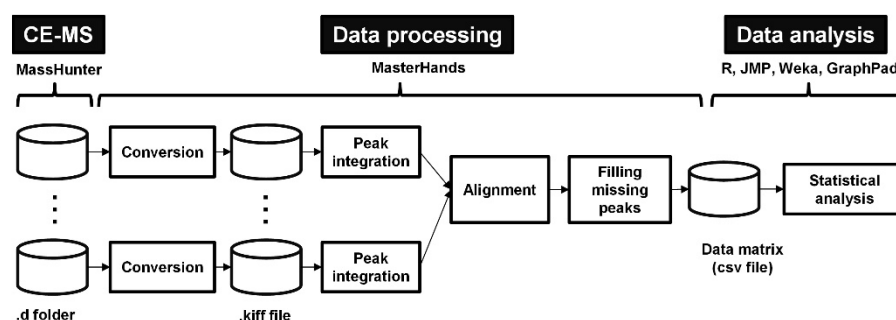 CE-MS
Data processing
Data analysis
MassHunter
MasterHands
R, JMP, Weka, GraphPad
Conversion
Peak
integration
Alignment
Filling
missing
peaks
Statistical
analysis
Conversion
Peak
integration
Data matrix
(csv file)
.d folder
.kiff file